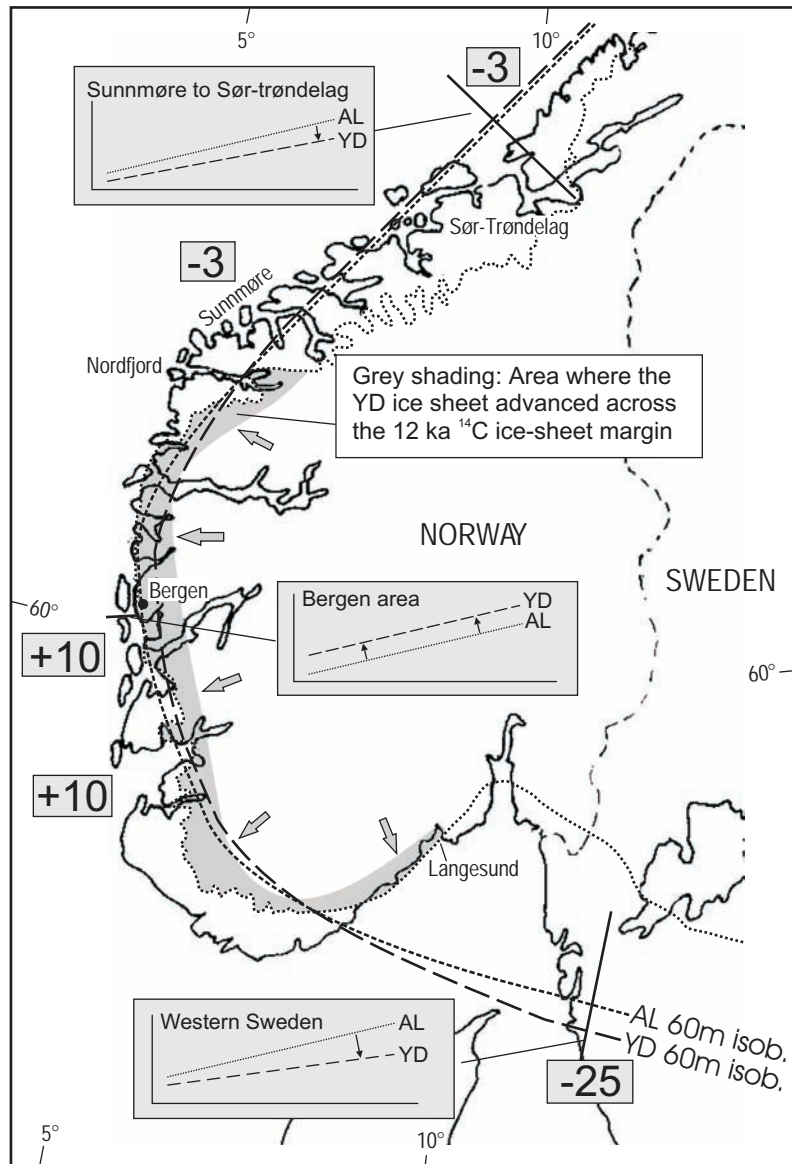 5°
10°
-3
Sunnmøre to Sør-trøndelag
AL
YD
Sør-Trøndelag
-3
Sunnmøre
Nordfjord
Grey shading: Area where the
YD ice sheet advanced across
the 12 ka ¹⁴C ice-sheet margin
NORWAY
SWEDEN
Bergen
60°
Bergen area
YD
AL
+10
60°
+10
Langesund
Western Sweden
AL
YD
AL 60m isob.
YD 60m isob.
-25
5°
10°